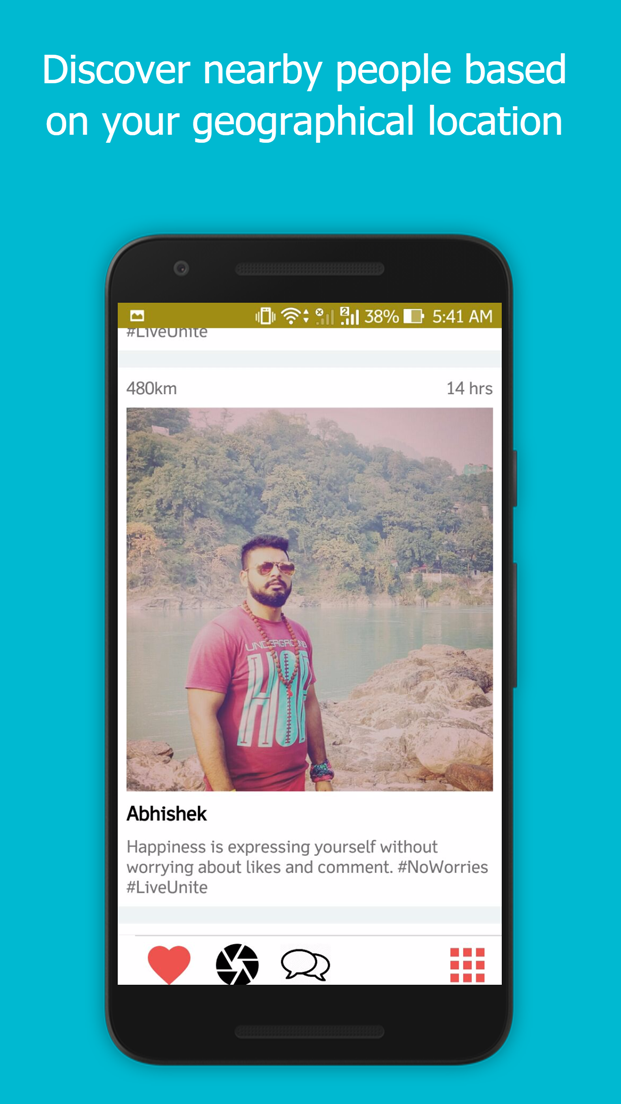 Discover nearby people based
on your geographical location
2
38% 5:41 AM
#LiveUnite
480km 14 hrs
Abhishek
Happiness is expressing yourself without
worrying about likes and comment. #NoWorries
#LiveUnite